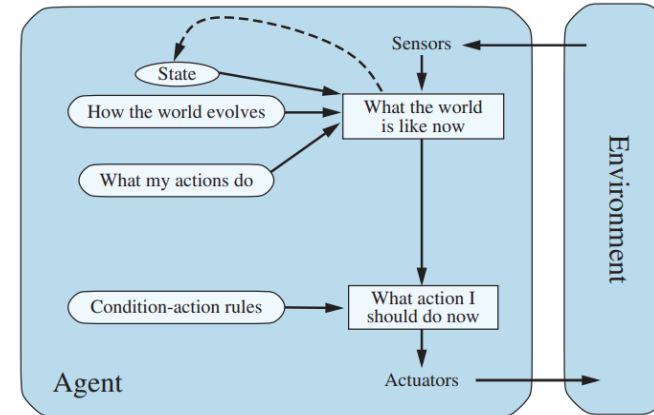 Sensors
State
How the world evolves
What the world
is like now
What my actions do
Environment
Condition-action rules
What action I
should do now
Agent
Actuators